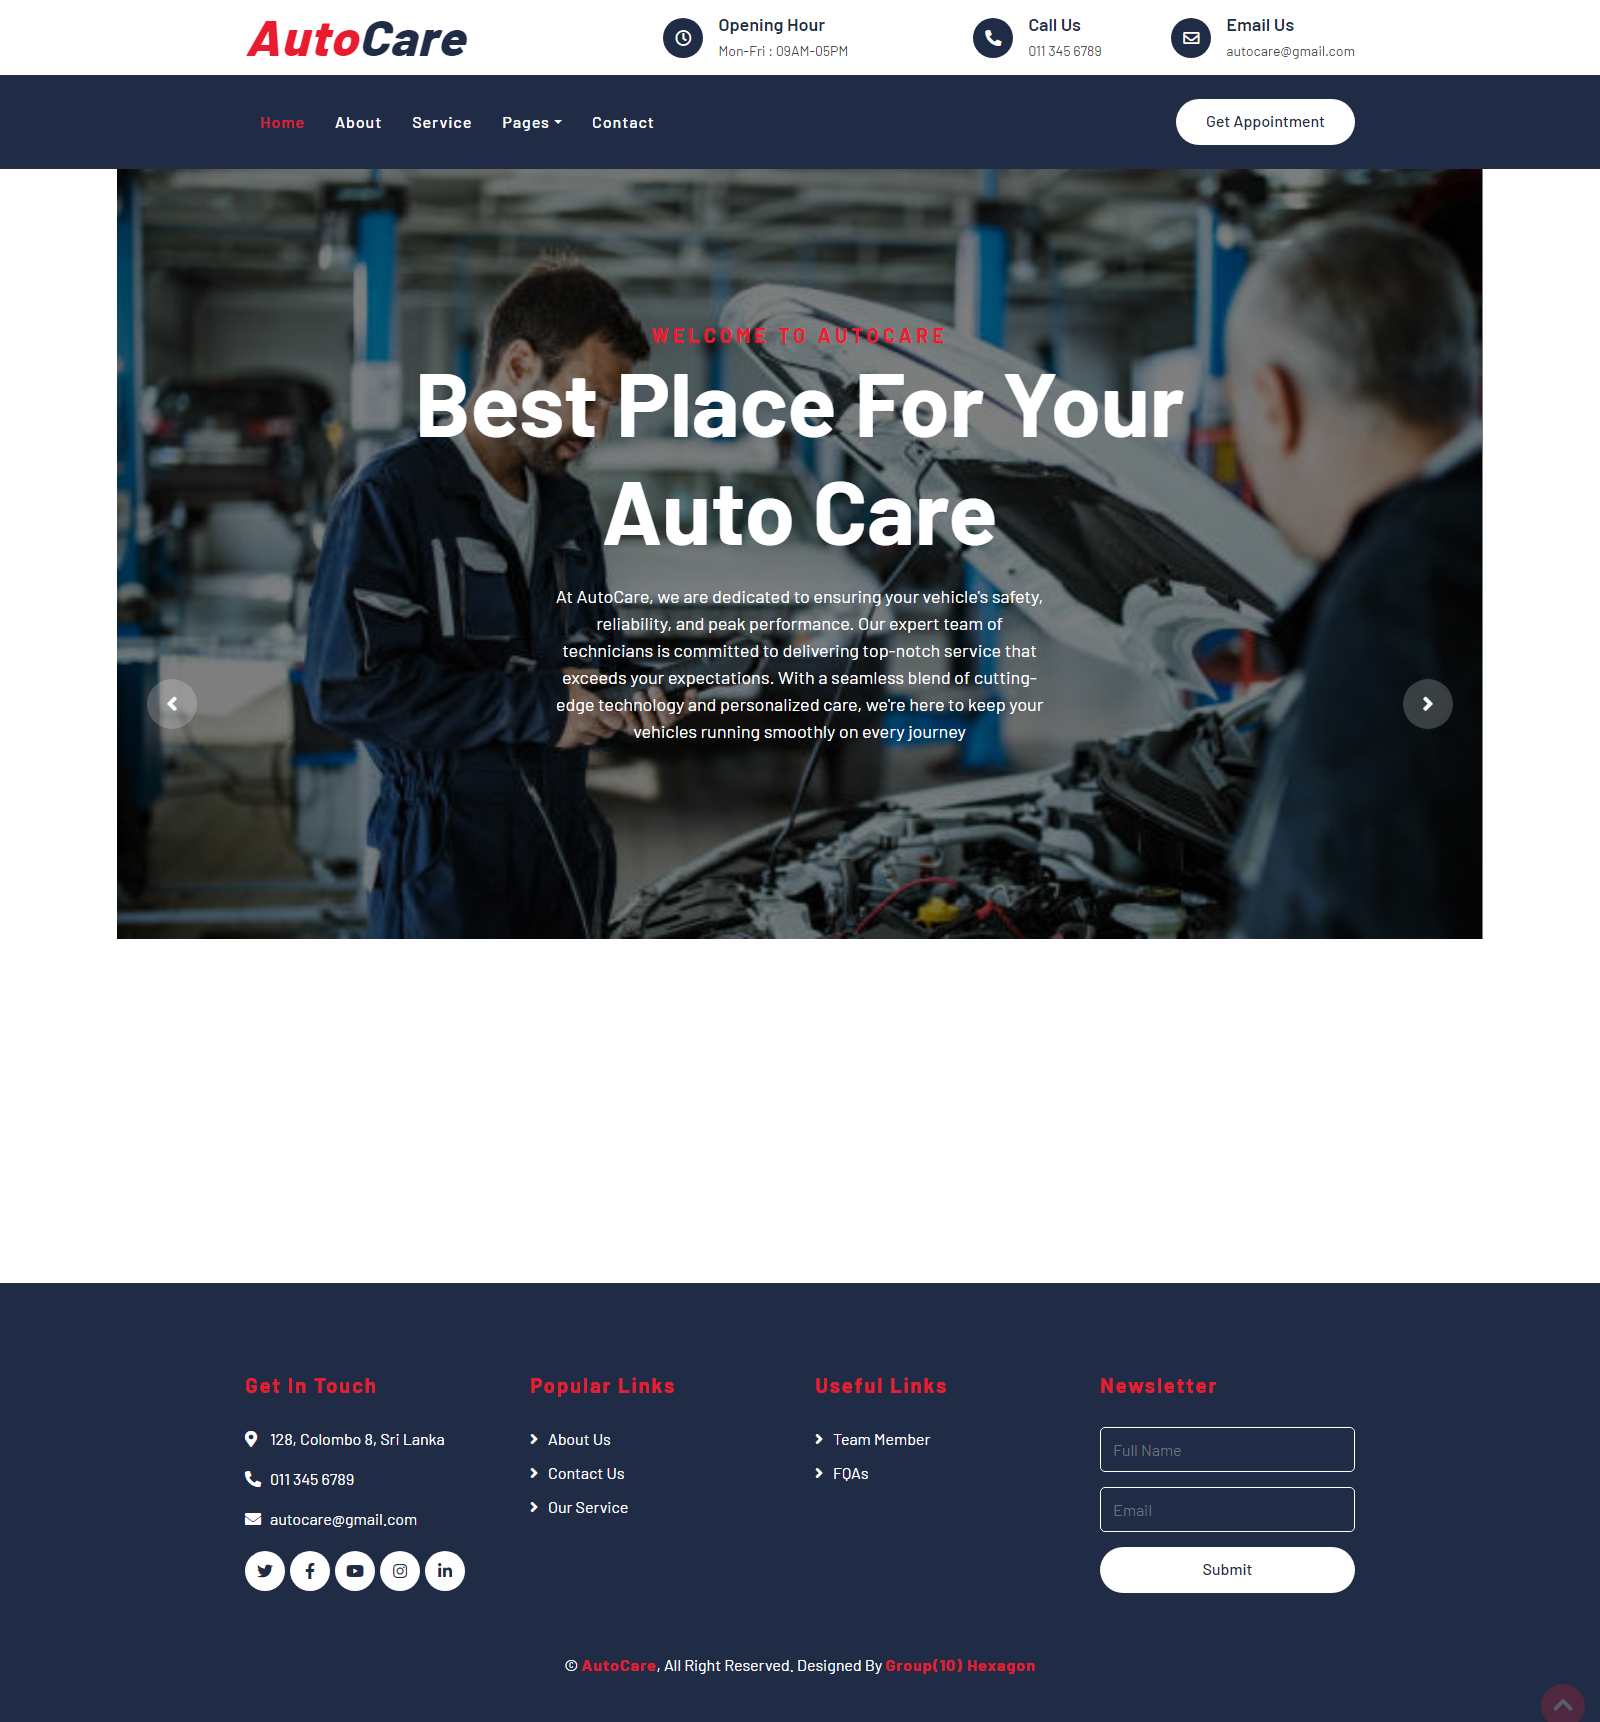 AutoCare
Opening Hour
Mon-Fri : 09AM-05PM
Call Us
011 345 6789
Email Us
autocare@gmail.com
Home
About
Service
Pages
Contact
Get Appointment
WELCOME TO AUTOCARE
Best Place For Your
Auto Care
At AutoCare, we are dedicated to ensuring your vehicle's safety,
reliability, and peak performance. Our expert team of
technicians is committed to delivering top-notch service that
exceeds your expectations. With a seamless blend of cutting-
edge technology and personalized care, we're here to keep your
vehicles running smoothly on every journey
Get In Touch
128, Colombo 8, Sri Lanka
011 345 6789
autocare@gmail.com
Popular Links
About Us
Contact Us
Our Service
Useful Links
Team Member
FQAs
Newsletter
Full Name
Email
Submit
© AutoCare, All Right Reserved. Designed By Group(10) Hexagon